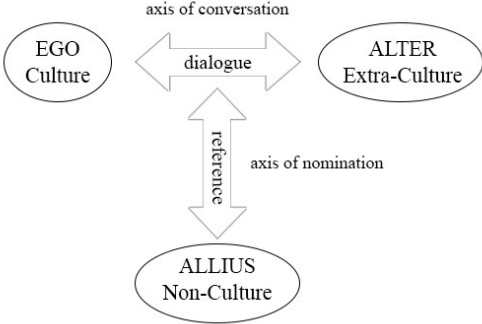 axis of conversation
EGO
Culture
dialogue
ALTER
Extra-Culture
reference
axis of nomination
ALLIUS
Non-Culture